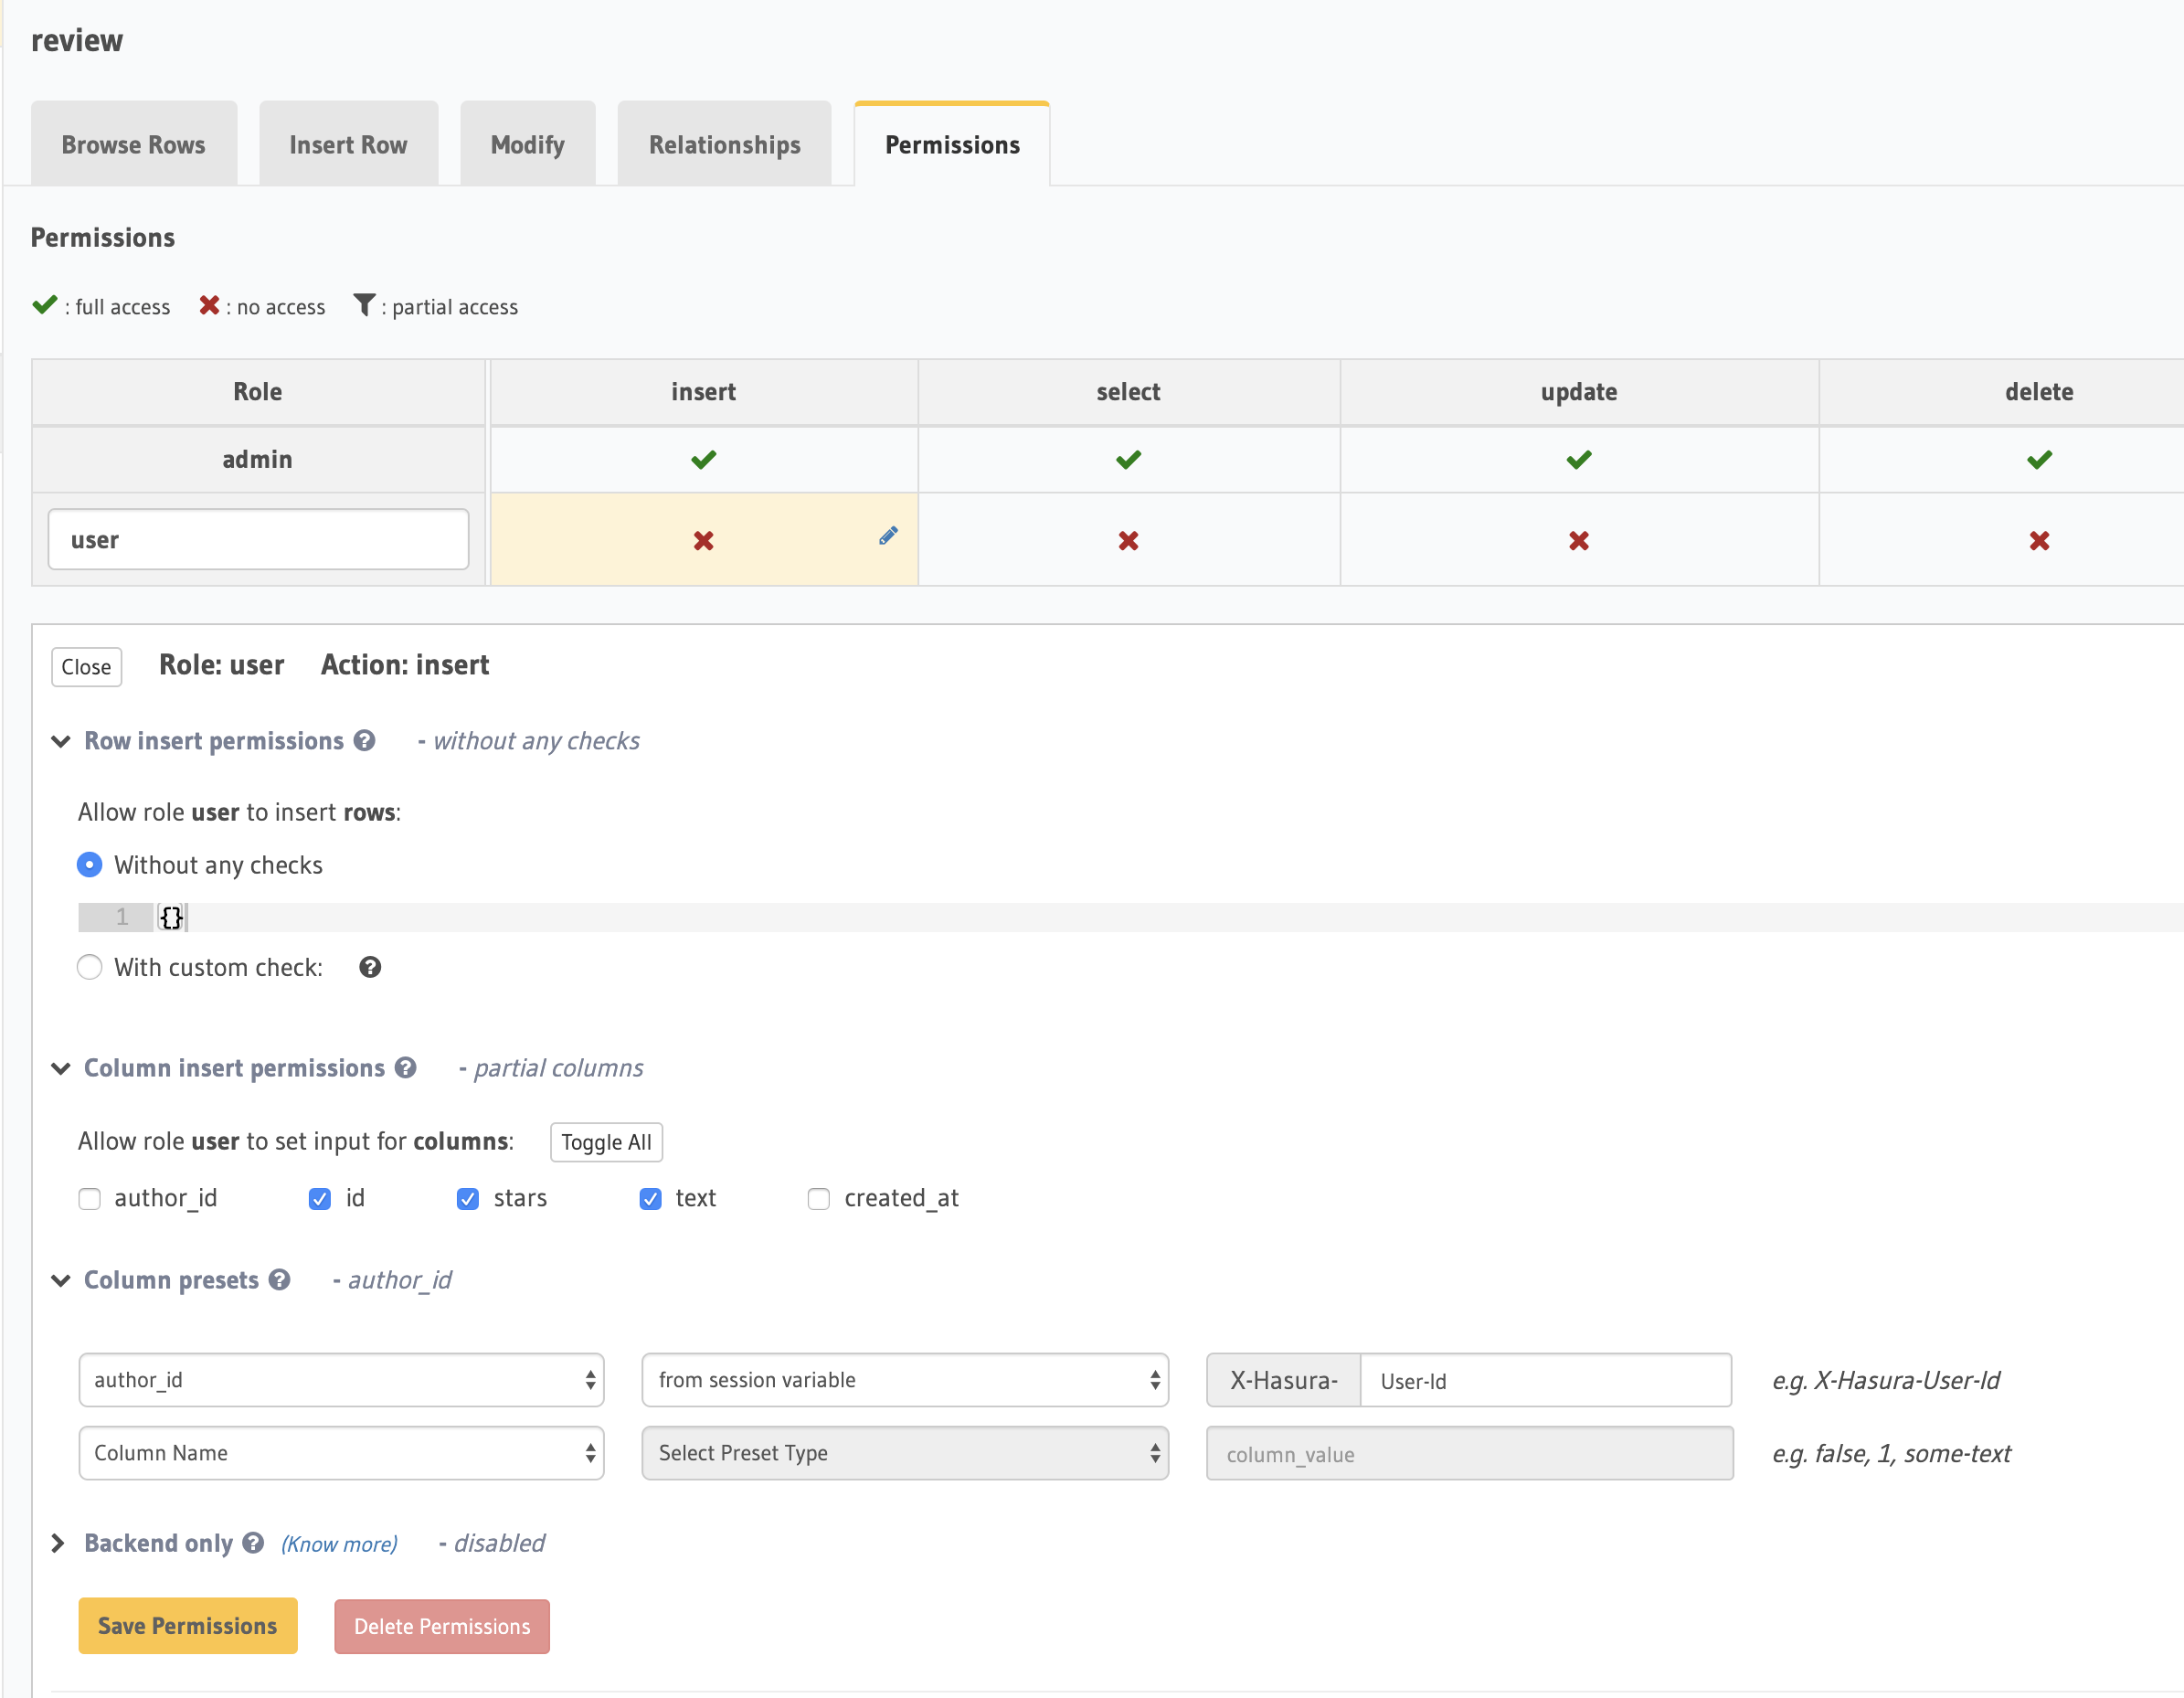 review
Browse Rows Insert Row Modify Relationships Permissions
Permissions
: full access : no access : partial access
Role insert select update delete
admin
user
Close Role: user Action: insert
Row insert permissions ? - without any checks
Allow role user to insert rows:
Without any checks
1 {}
With custom check: ?
Column insert permissions ? - partial columns
Allow role user to set input for columns: Toggle All
author_id id stars text created_at
Column presets ? - author_id
author_id from session variable X-Hasura- User-Id e.g. X-Hasura-User-Id
Column Name Select Preset Type column_value e.g. false, 1, some-text
Backend only ? (Know more) - disabled
Save Permissions Delete Permissions